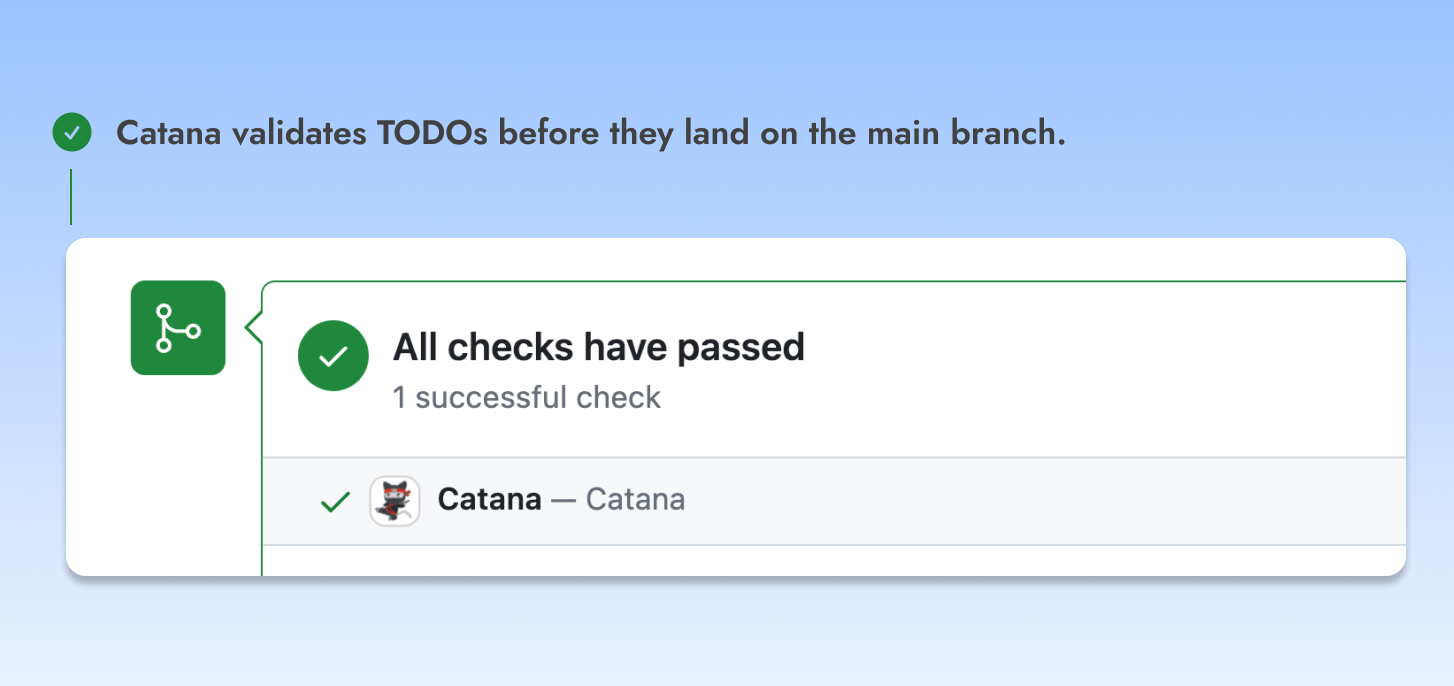 Catana validates TODOs before they land on the main branch.
All checks have passed
1 successful check
Catana — Catana